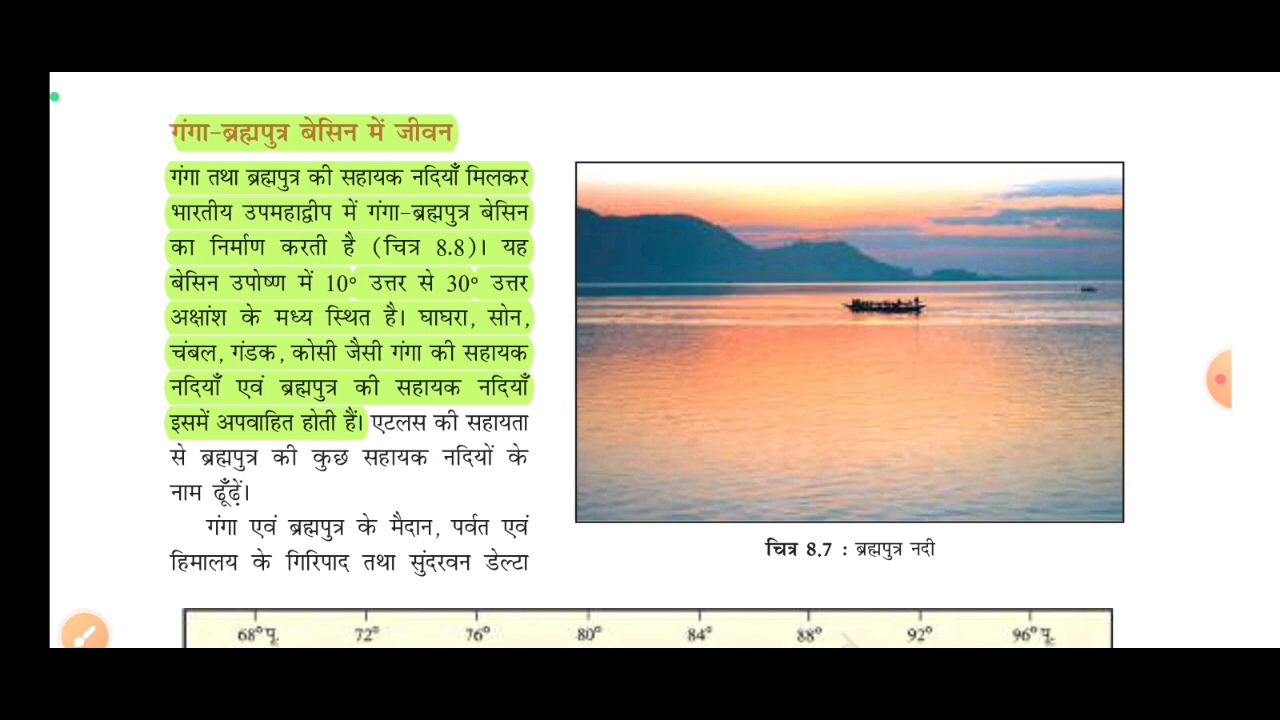 गंगा-ब्रह्मपुत्र बेसिन में जीवन
गंगा तथा ब्रह्मपुत्र की सहायक नदियाँ मिलकर
भारतीय उपमहाद्वीप में गंगा-ब्रह्मपुत्र बेसिन
का निर्माण करती है (चित्र 8.8)। यह
बेसिन उपोष्ण में 10° उत्तर से 30° उत्तर
अक्षांश के मध्य स्थित है। घाघरा, सोन,
चंबल, गंडक, कोसी जैसी गंगा की सहायक
नदियाँ एवं ब्रह्मपुत्र की सहायक नदियाँ
इसमें अपवाहित होती हैं। एटलस की सहायता
से ब्रह्मपुत्र की कुछ सहायक नदियों के
नाम ढूँढ़ें।
गंगा एवं ब्रह्मपुत्र के मैदान, पर्वत एवं
हिमालय के गिरिपाद तथा सुंदरवन डेल्टा
चित्र 8.7 : ब्रह्मपुत्र नदी
68° पू. 72° 76° 80° 84° 88° 92° 96° पू.